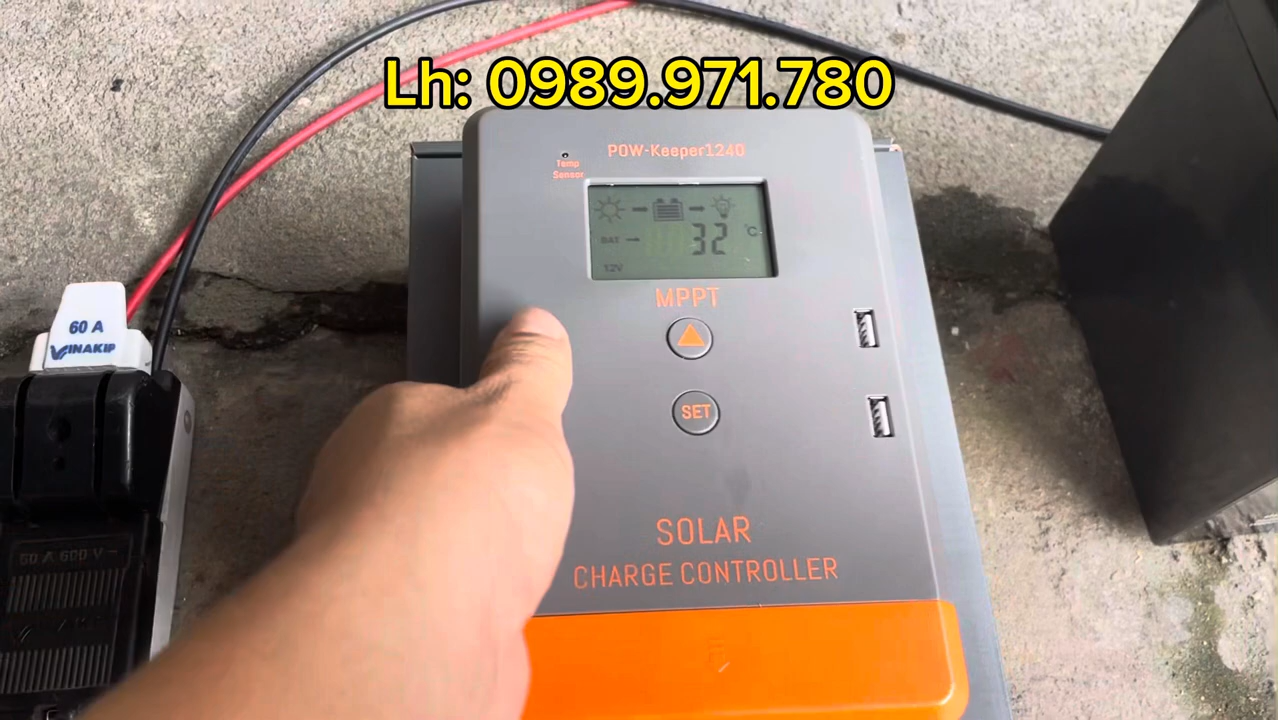 Lh: 0989.971.780
POW-Keeper1240
Temp
Sensor
BAT
32 °C
12V
MPPT
SET
60 A
VINAKIP
60 A 600 V
SOLAR
CHARGE CONTROLLER